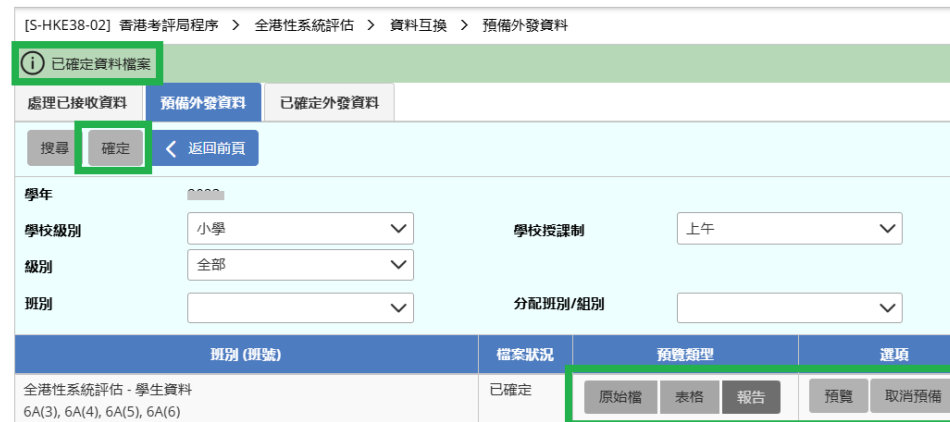 [S-HKE38-02] 香港考評局程序 > 全港性系統評估 > 資料互換 > 預備外發資料
已確定資料檔案
處理已接收資料 預備外發資料 已確定外發資料
搜尋 確定 返回前頁
學年
學校級別 小學 學校授課制 上午
級別 全部
班別 分配班別/組別
班別 (班號) 檔案狀況 預覽類型 選項
全港性系統評估 - 學生資料 已確定 原始檔 表格 報告 預覽 取消預備
6A(3), 6A(4), 6A(5), 6A(6)